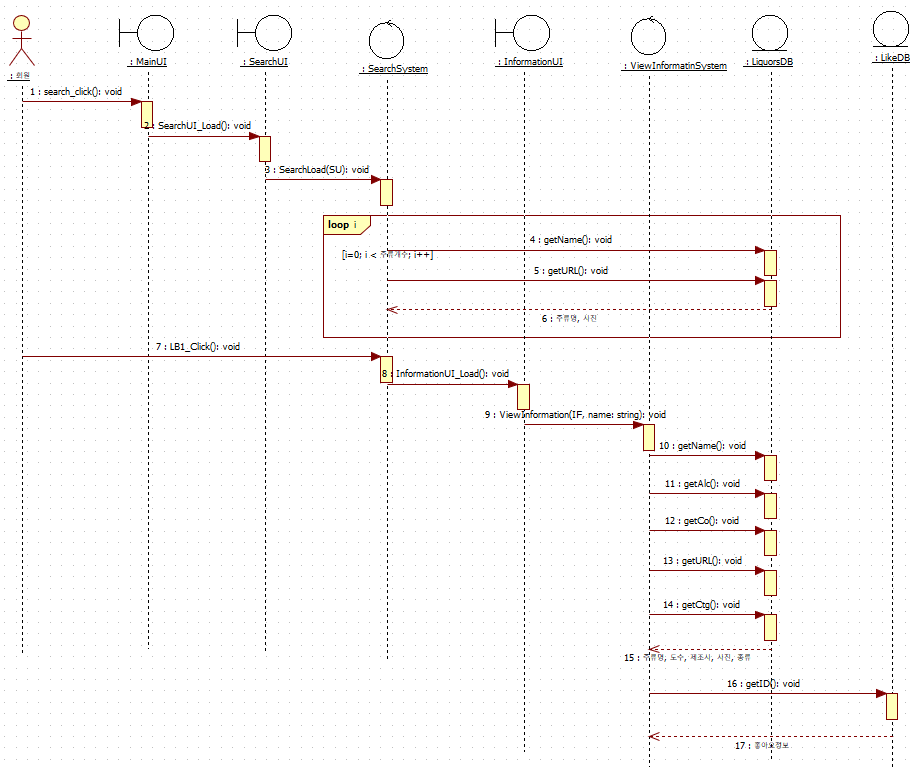 : 회원
: MainUI
: SearchUI
: SearchSystem
: InformationUI
: ViewInformatinSystem
: LiquorsDB
: LikeDB
1 : search_click(): void
2 : SearchUI_Load(): void
3 : SearchLoad(SU): void
loop i
[i=0; i < 주류개수; i++]
4 : getName(): void
5 : getURL(): void
6 : 주류명, 사진
7 : LB1_Click(): void
8 : InformationUI_Load(): void
9 : ViewInformation(IF, name: string): void
10 : getName(): void
11 : getAlc(): void
12 : getCo(): void
13 : getURL(): void
14 : getCtg(): void
15 : 주류명, 도수, 제조사, 사진, 종류
16 : getID(): void
17 : 좋아요정보